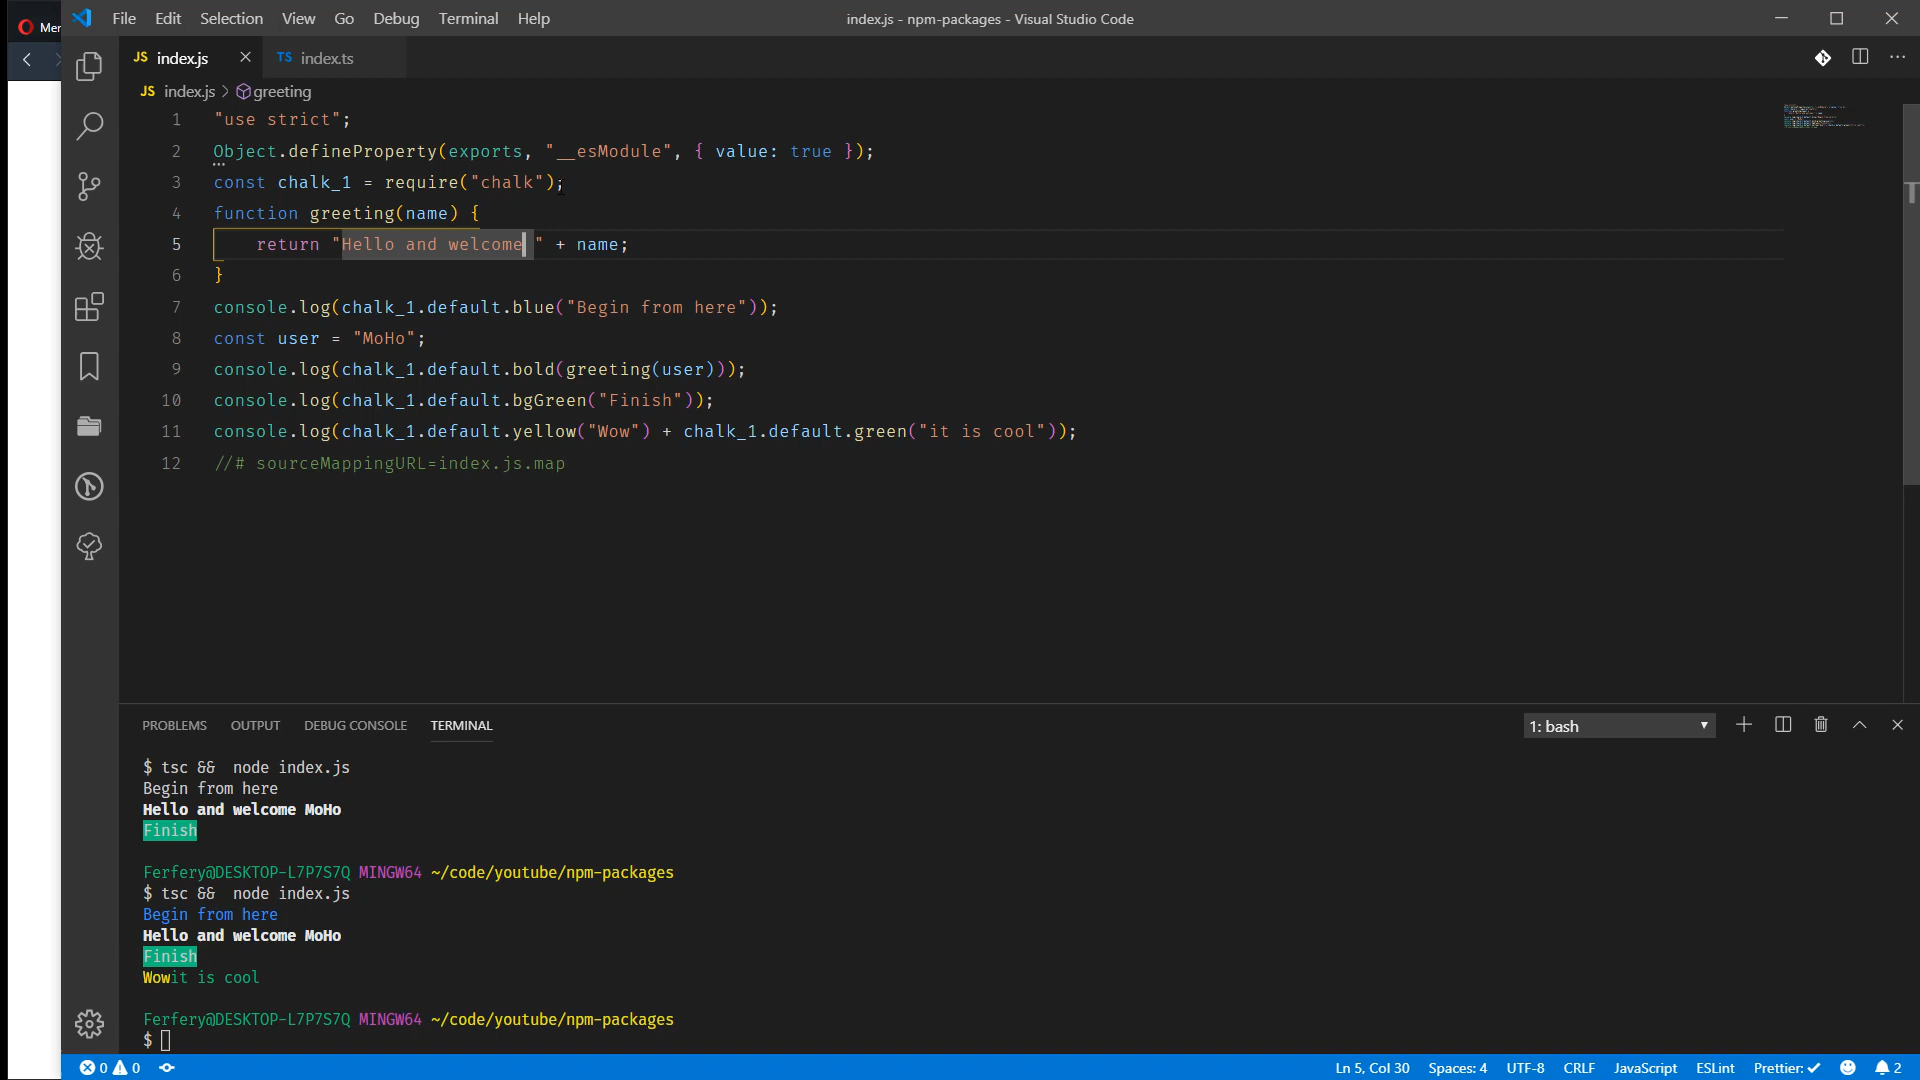 Mer
File Edit Selection View Go Debug Terminal Help
index.js - npm-packages - Visual Studio Code
JS index.js
TS index.ts
JS index.js > greeting
1 "use strict";
2 Object.defineProperty(exports, "__esModule", { value: true });
3 const chalk_1 = require("chalk");
4 function greeting(name) {
5 return "Hello and welcome " + name;
6 }
7 console.log(chalk_1.default.blue("Begin from here"));
8 const user = "MoHo";
9 console.log(chalk_1.default.bold(greeting(user)));
10 console.log(chalk_1.default.bgGreen("Finish"));
11 console.log(chalk_1.default.yellow("Wow") + chalk_1.default.green("it is cool"));
12 //# sourceMappingURL=index.js.map
PROBLEMS OUTPUT DEBUG CONSOLE TERMINAL
1: bash
$ tsc &&  node index.js
Begin from here
Hello and welcome MoHo
Finish
Ferfery@DESKTOP-L7P7S7Q MINGW64 ~/code/youtube/npm-packages
$ tsc &&  node index.js
Begin from here
Hello and welcome MoHo
Finish
Wowit is cool
Ferfery@DESKTOP-L7P7S7Q MINGW64 ~/code/youtube/npm-packages
$
0 0
Ln 5, Col 30 Spaces: 4 UTF-8 CRLF JavaScript ESLint Prettier: ✓ 2